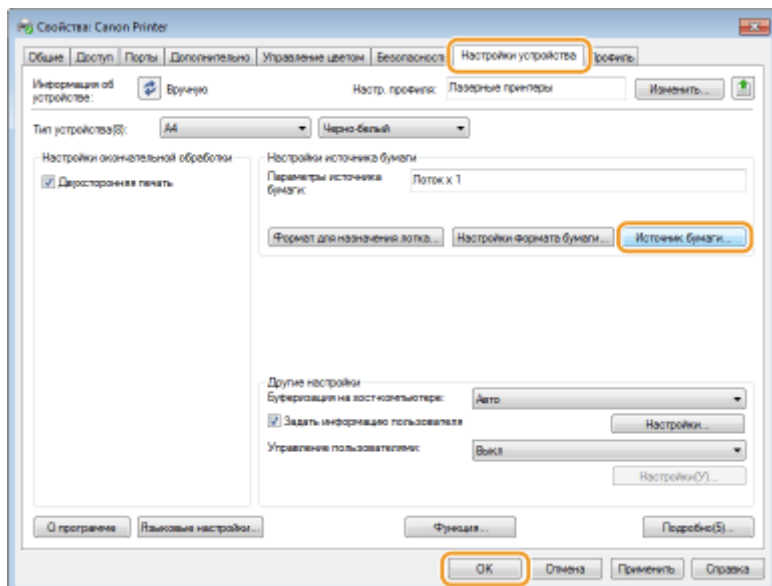 Свойства: Canon Printer
Общие Доступ Порты Дополнительно Управление цветом Безопасность Настройки устройства Профиль
Информация об устройстве: Вручную Настр. профиля: Лазерные принтеры Изменить...
Тип устройства(8): A4 Черно-белый
Настройки окончательной обработки
Двухсторонняя печать
Настройки источника бумаги
Параметры источника бумаги: Лоток x 1
Формат для назначения лотка... Настройки формата бумаги... Источник бумаги...
Другие настройки
Буферизация на хост-компьютере: Авто
Задать информацию пользователя Настройки...
Управление пользователями: Выкл
Настройки(У)...
О программе Языковые настройки... Функция... Подробно(5)...
OK Отмена Применить Справка